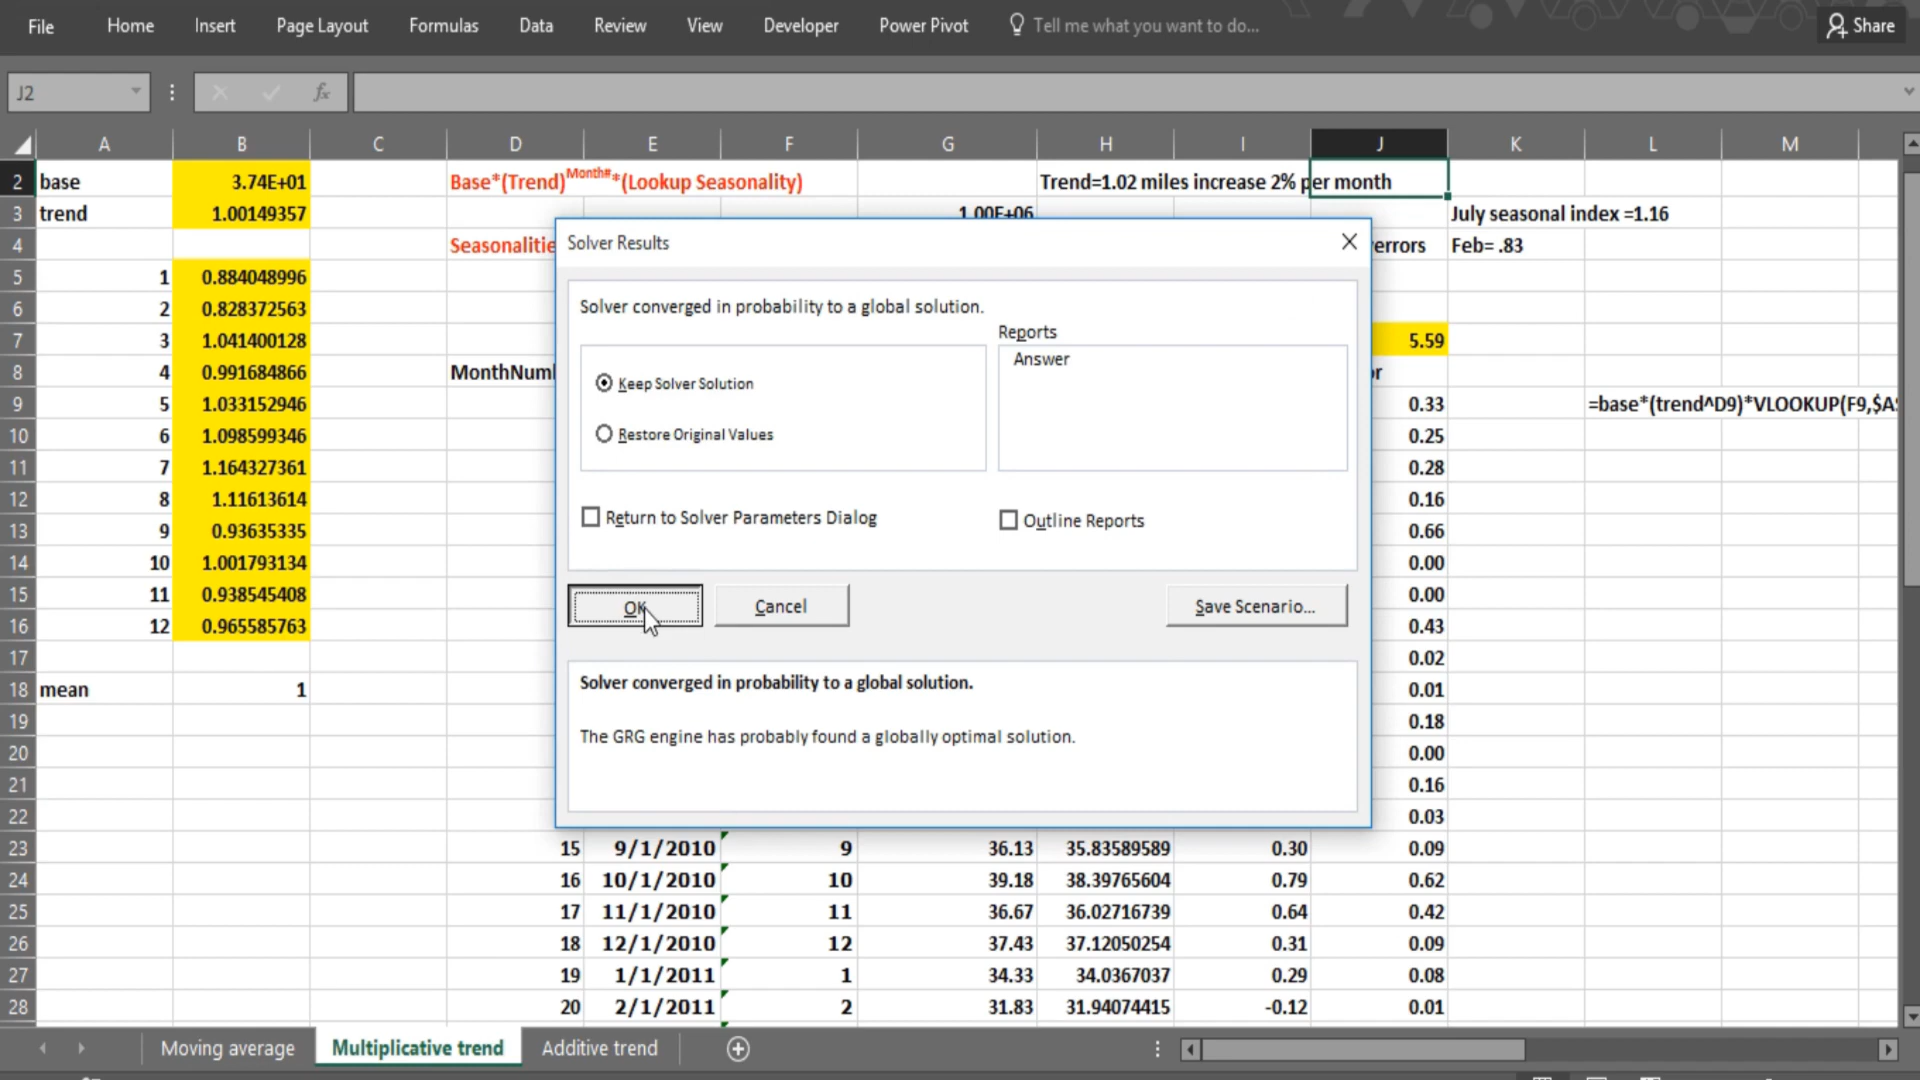 File Home Insert Page Layout Formulas Data Review View Developer Power Pivot Tell me what you want to do... Share
J2 fx
A B C D E F G H I J K L M
2 base 3.74E+01 Base*(Trend)^Month#*(Lookup Seasonality) Trend=1.02 miles increase 2% per month
3 trend 1.00149357 1.00E+06 July seasonal index =1.16
4 Seasonalitie errors Feb= .83
5 1 0.884048996
6 2 0.828372563
7 3 1.041400128 5.59
8 4 0.991684866 MonthNum
9 5 1.033152946 0.33 =base*(trend^D9)*VLOOKUP(F9,$A
10 6 1.098599346 0.25
11 7 1.164327361 0.28
12 8 1.11613614 0.16
13 9 0.93635335 0.66
14 10 1.001793134 0.00
15 11 0.938545408 0.00
16 12 0.965585763 0.43
17 0.02
18 mean 1 0.01
19 0.18
20 0.00
21 0.16
22 0.03
23 15 9/1/2010 9 36.13 35.83589589 0.30 0.09
24 16 10/1/2010 10 39.18 38.39765604 0.79 0.62
25 17 11/1/2010 11 36.67 36.02716739 0.64 0.42
26 18 12/1/2010 12 37.43 37.12050254 0.31 0.09
27 19 1/1/2011 1 34.33 34.0367037 0.29 0.08
28 20 2/1/2011 2 31.83 31.94074415 -0.12 0.01
Solver Results
Solver converged in probability to a global solution.
Reports
Answer
Keep Solver Solution
Restore Original Values
Return to Solver Parameters Dialog
Outline Reports
OK Cancel Save Scenario...
Solver converged in probability to a global solution.
The GRG engine has probably found a globally optimal solution.
Moving average Multiplicative trend Additive trend